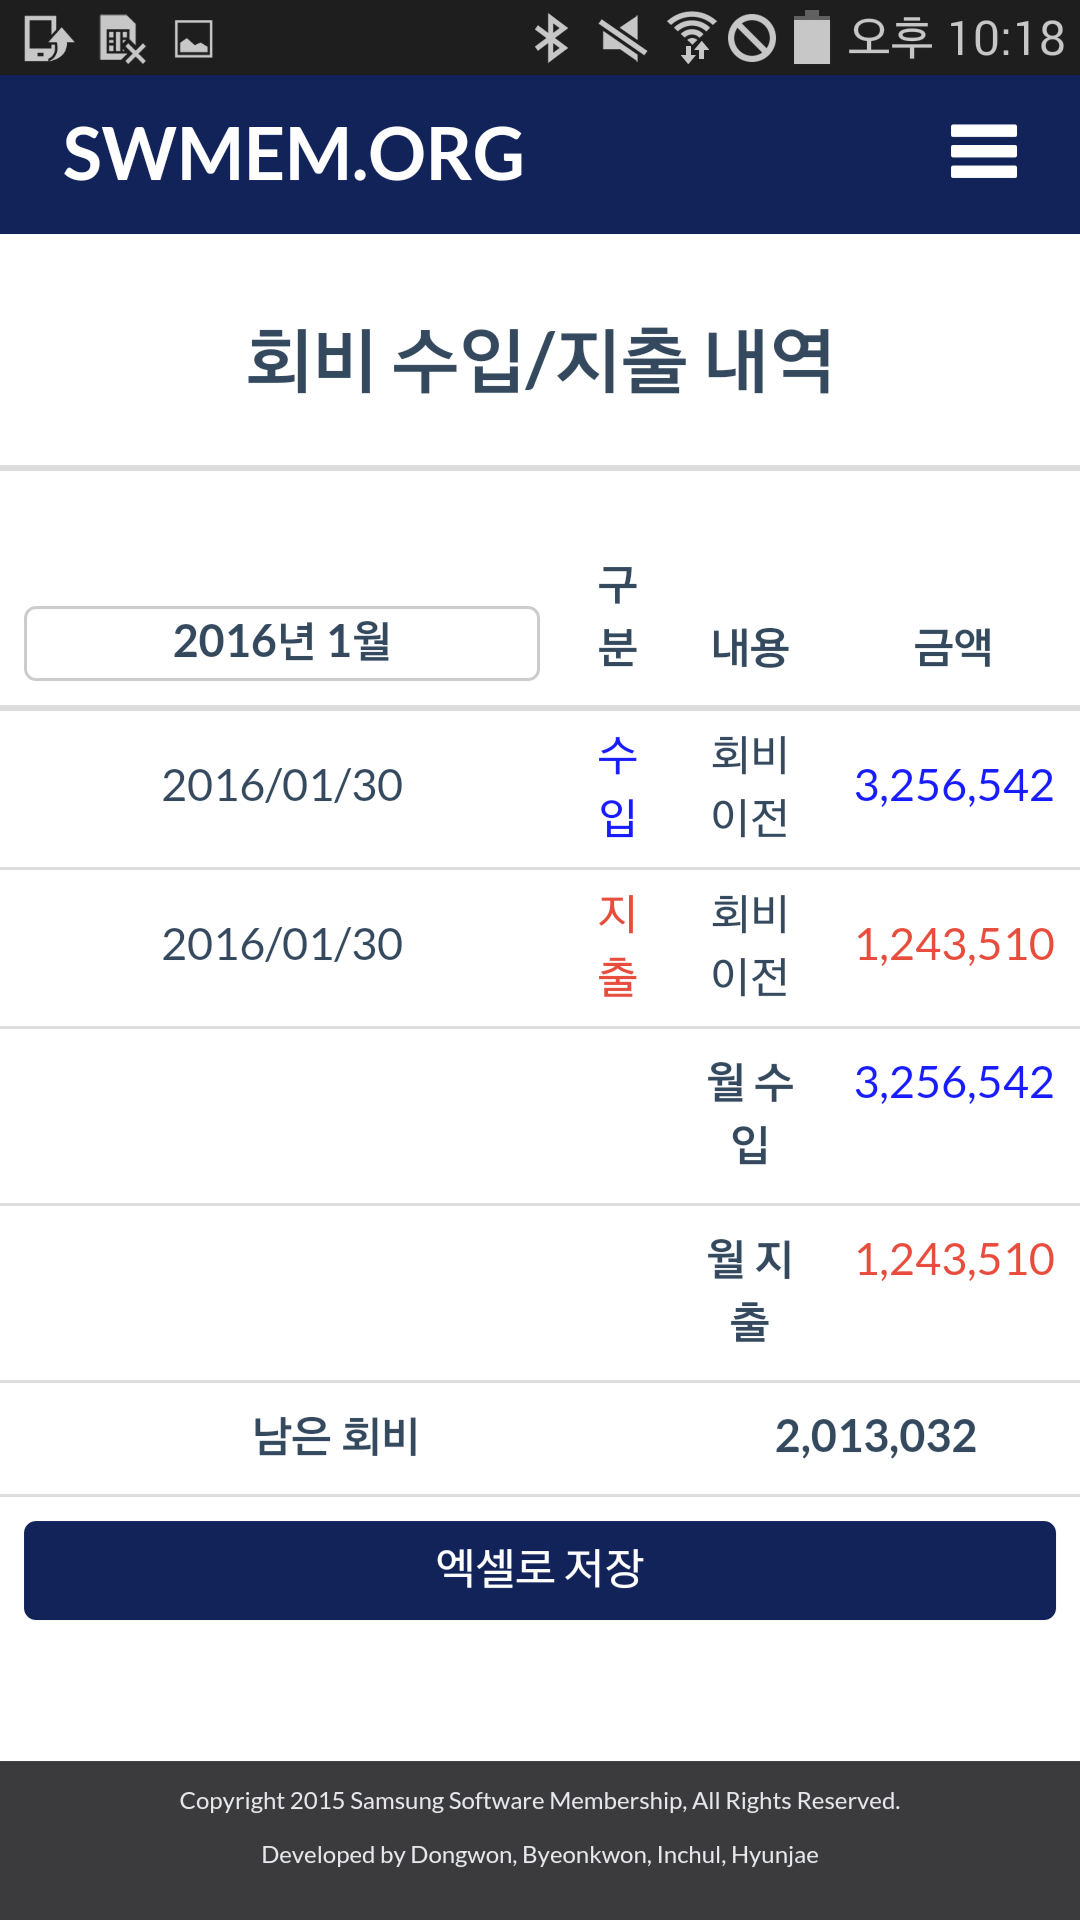 오후 10:18
SWMEM.ORG
회비 수입/지출 내역
2016년 1월 구분 내용 금액
2016/01/30 수입 회비이전 3,256,542
2016/01/30 지출 회비이전 1,243,510
월 수입 3,256,542
월 지출 1,243,510
남은 회비 2,013,032
엑셀로 저장
Copyright 2015 Samsung Software Membership, All Rights Reserved.
Developed by Dongwon, Byeonkwon, Inchul, Hyunjae